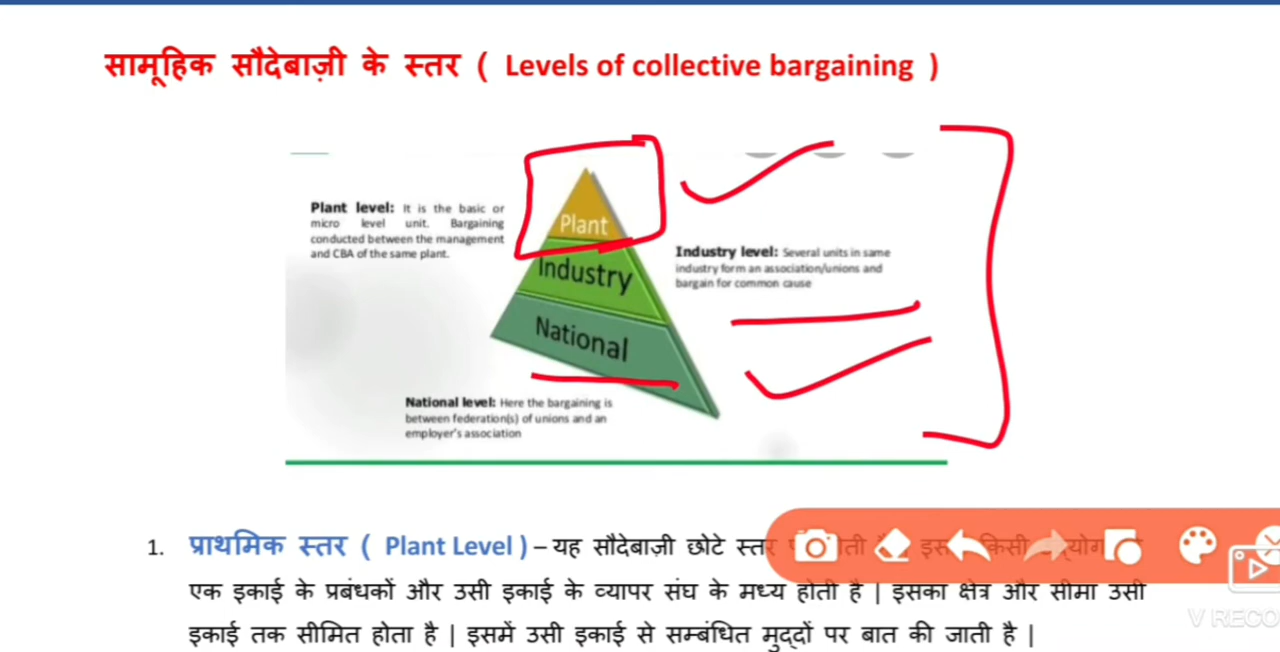 सामूहिक सौदेबाज़ी के स्तर ( Levels of collective bargaining )
Plant level: It is the basic or
micro level unit. Bargaining
conducted between the management
and CBA of the same plant.
Plant
Industry
National
Industry level: Several units in same
industry form an association/unions and
bargain for common cause
National level: Here the bargaining is
between federation(s) of unions and an
employer's association
1. प्राथमिक स्तर ( Plant Level ) – यह सौदेबाज़ी छोटे स्तर
एक इकाई के प्रबंधकों और उसी इकाई के व्यापर संघ के मध्य होती है | इसका क्षेत्र और सीमा उसी
इकाई तक सीमित होता है | इसमें उसी इकाई से सम्बंधित मुद्दों पर बात की जाती है |
V RECO